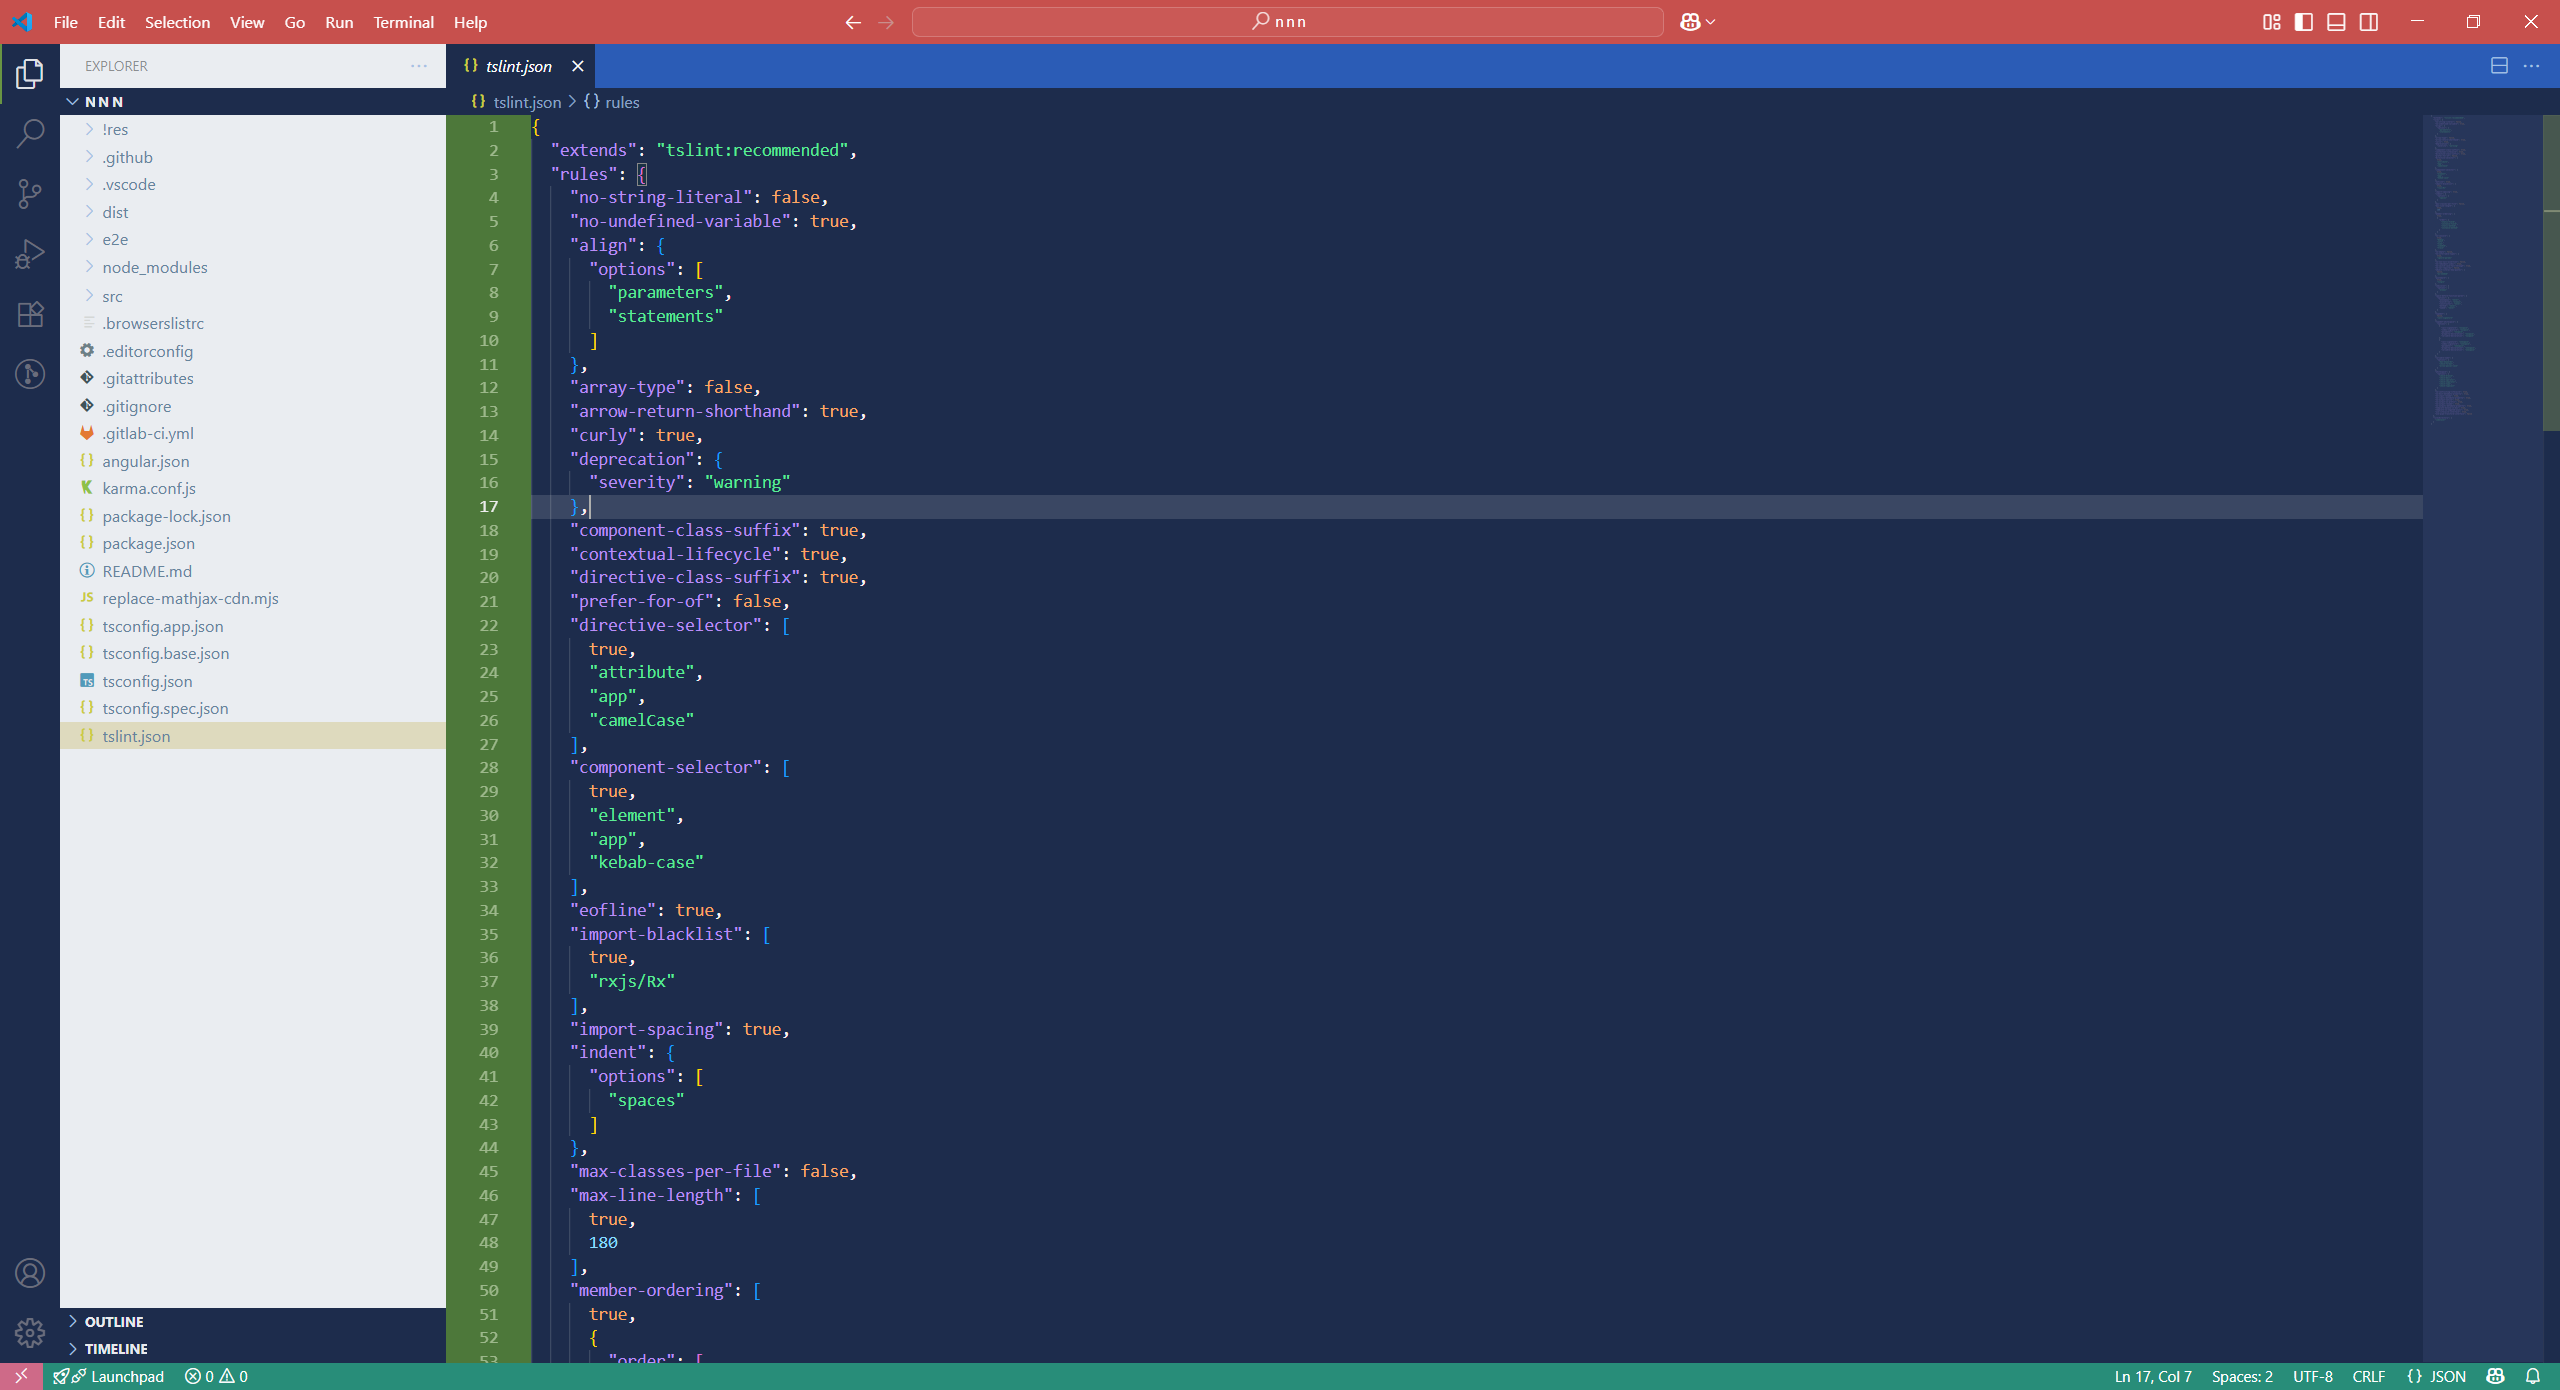 File Edit Selection View Go Run Terminal Help
nnn
EXPLORER
NNN
!res
.github
.vscode
dist
e2e
node_modules
src
.browserslistrc
.editorconfig
.gitattributes
.gitignore
.gitlab-ci.yml
angular.json
karma.conf.js
package-lock.json
package.json
README.md
replace-mathjax-cdn.mjs
tsconfig.app.json
tsconfig.base.json
tsconfig.json
tsconfig.spec.json
tslint.json
OUTLINE
TIMELINE
{} tslint.json
{} tslint.json > {} rules
1 {
2 "extends": "tslint:recommended",
3 "rules": {
4 "no-string-literal": false,
5 "no-undefined-variable": true,
6 "align": {
7 "options": [
8 "parameters",
9 "statements"
10 ]
11 },
12 "array-type": false,
13 "arrow-return-shorthand": true,
14 "curly": true,
15 "deprecation": {
16 "severity": "warning"
17 },
18 "component-class-suffix": true,
19 "contextual-lifecycle": true,
20 "directive-class-suffix": true,
21 "prefer-for-of": false,
22 "directive-selector": [
23 true,
24 "attribute",
25 "app",
26 "camelCase"
27 ],
28 "component-selector": [
29 true,
30 "element",
31 "app",
32 "kebab-case"
33 ],
34 "eofline": true,
35 "import-blacklist": [
36 true,
37 "rxjs/Rx"
38 ],
39 "import-spacing": true,
40 "indent": {
41 "options": [
42 "spaces"
43 ]
44 },
45 "max-classes-per-file": false,
46 "max-line-length": [
47 true,
48 180
49 ],
50 "member-ordering": [
51 true,
52 {
53 "order": [
Launchpad 0 0
Ln 17, Col 7 Spaces: 2 UTF-8 CRLF {} JSON